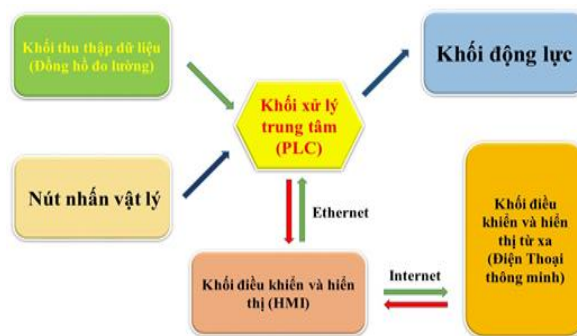 Khối thu thập dữ liệu
(Đồng hồ đo lường)
Khối động lực
Khối xử lý
trung tâm
(PLC)
Nút nhấn vật lý
Ethernet
Khối điều
khiển và hiển
thị từ xa
(Điện Thoại
thông minh)
Khối điều khiển và hiển
thị (HMI)
Internet